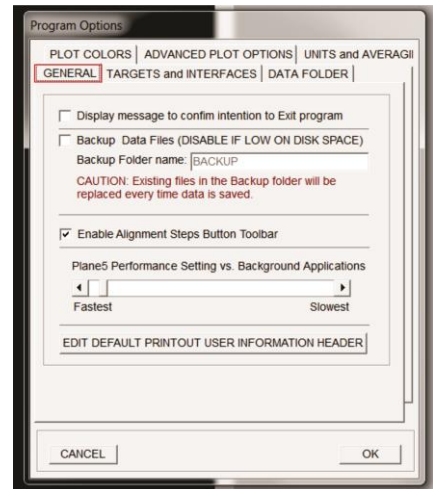 Program Options
PLOT COLORS ADVANCED PLOT OPTIONS UNITS and AVERAGII
GENERAL TARGETS and INTERFACES DATA FOLDER
Display message to confim intention to Exit program
Backup Data Files (DISABLE IF LOW ON DISK SPACE)
Backup Folder name: BACKUP
CAUTION: Existing files in the Backup folder will be
replaced every time data is saved.
Enable Alignment Steps Button Toolbar
Plane5 Performance Setting vs. Background Applications
Fastest Slowest
EDIT DEFAULT PRINTOUT USER INFORMATION HEADER
CANCEL OK